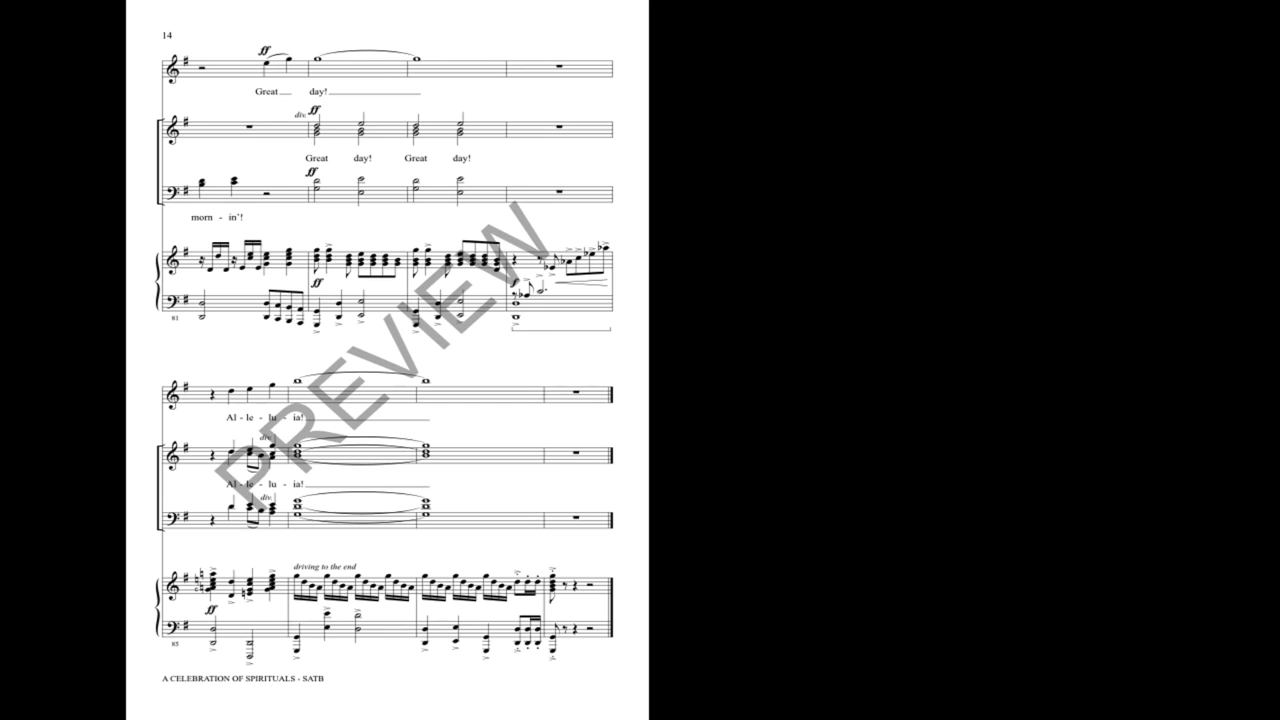 14
ff
Great day!
div. ff
Great day! Great day!
ff
morn - in'!
ff
f
81
PREVIEW
Al - le - lu - ia!
div.
Al - le - lu - ia!
div.
driving to the end
ff
85
A CELEBRATION OF SPIRITUALS - SATB